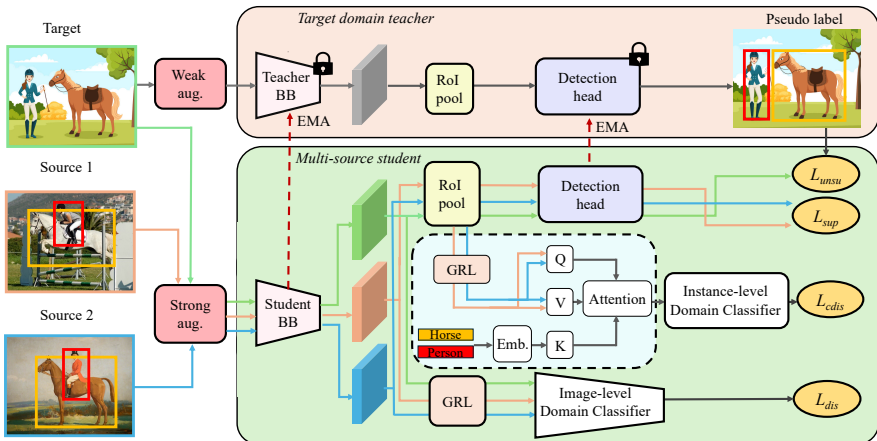 Target domain teacher
Target
Pseudo label
Weak
aug.
Teacher
BB
RoI
pool
Detection
head
EMA
EMA
Multi-source student
Source 1
RoI
pool
Detection
head
L_unsu
L_sup
GRL
Q
V
Attention
K
Horse
Person
Emb.
Instance-level
Domain Classifier
L_cdis
Strong
aug.
Student
BB
Source 2
GRL
Image-level
Domain Classifier
L_dis